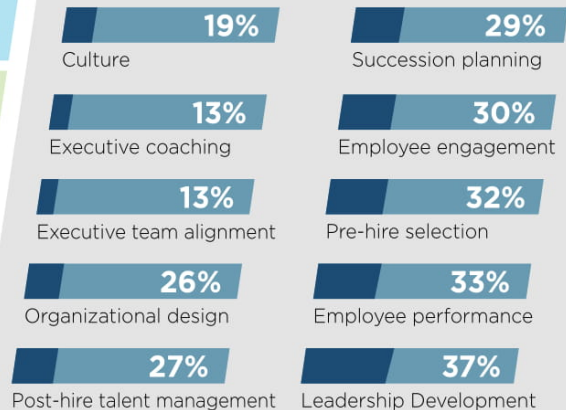 19%
Culture
13%
Executive coaching
13%
Executive team alignment
26%
Organizational design
27%
Post-hire talent management
29%
Succession planning
30%
Employee engagement
32%
Pre-hire selection
33%
Employee performance
37%
Leadership Development